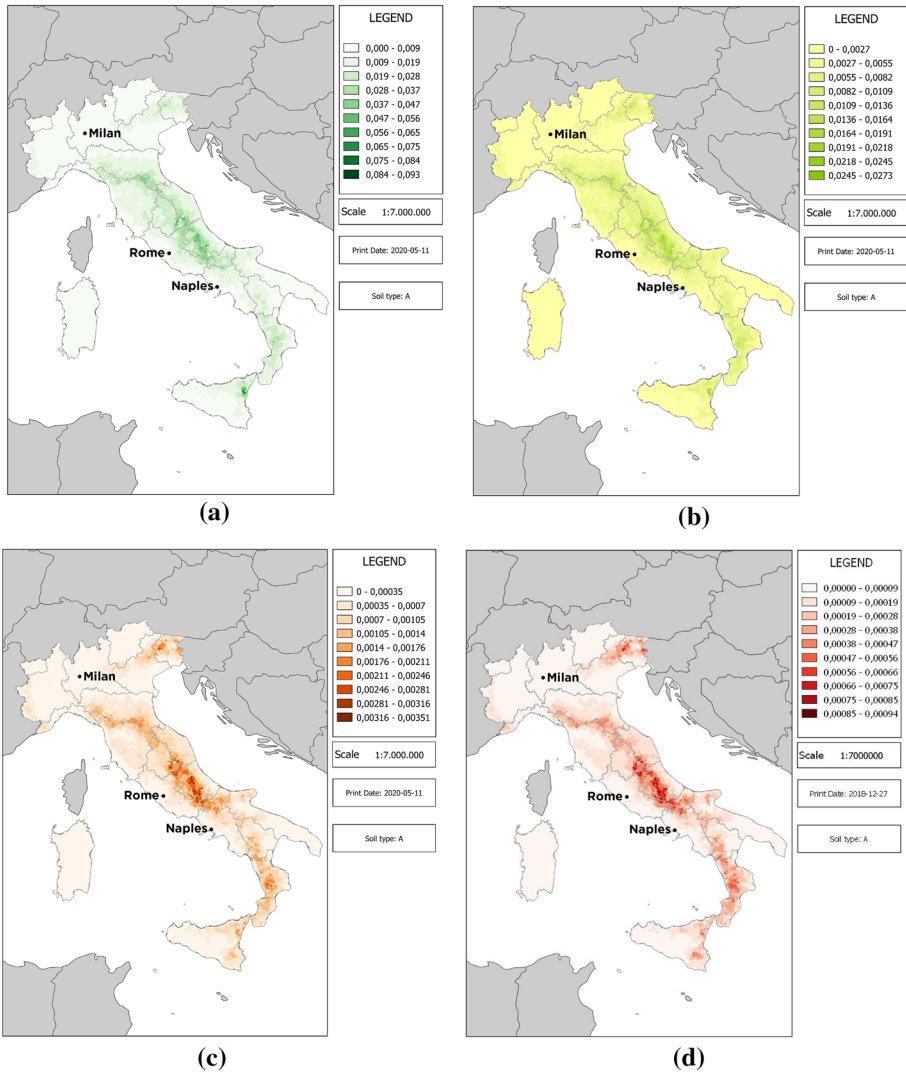 LEGEND
0,000 - 0,009
0,009 - 0,019
0,019 - 0,028
0,028 - 0,037
0,037 - 0,047
0,047 - 0,056
0,056 - 0,065
0,065 - 0,075
0,075 - 0,084
0,084 - 0,093
Scale 1:7.000.000
Print Date: 2020-05-11
Soil type: A
Milan
Rome
Naples
(a)
LEGEND
0 - 0,0027
0,0027 - 0,0055
0,0055 - 0,0082
0,0082 - 0,0109
0,0109 - 0,0136
0,0136 - 0,0164
0,0164 - 0,0191
0,0191 - 0,0218
0,0218 - 0,0245
0,0245 - 0,0273
Scale 1:7.000.000
Print Date: 2020-05-11
Soil type: A
Milan
Rome
Naples
(b)
LEGEND
0 - 0,00035
0,00035 - 0,0007
0,0007 - 0,00105
0,00105 - 0,0014
0,0014 - 0,00176
0,00176 - 0,00211
0,00211 - 0,00246
0,00246 - 0,00281
0,00281 - 0,00316
0,00316 - 0,00351
Scale 1:7.000.000
Print Date: 2020-05-11
Soil type: A
Milan
Rome
Naples
(c)
LEGEND
0,00000 - 0,00009
0,00009 - 0,00019
0,00019 - 0,00028
0,00028 - 0,00038
0,00038 - 0,00047
0,00047 - 0,00056
0,00056 - 0,00066
0,00066 - 0,00075
0,00075 - 0,00085
0,00085 - 0,00094
Scale 1:7000000
Print Date: 2018-12-27
Soil type: A
Milan
Rome
Naples
(d)